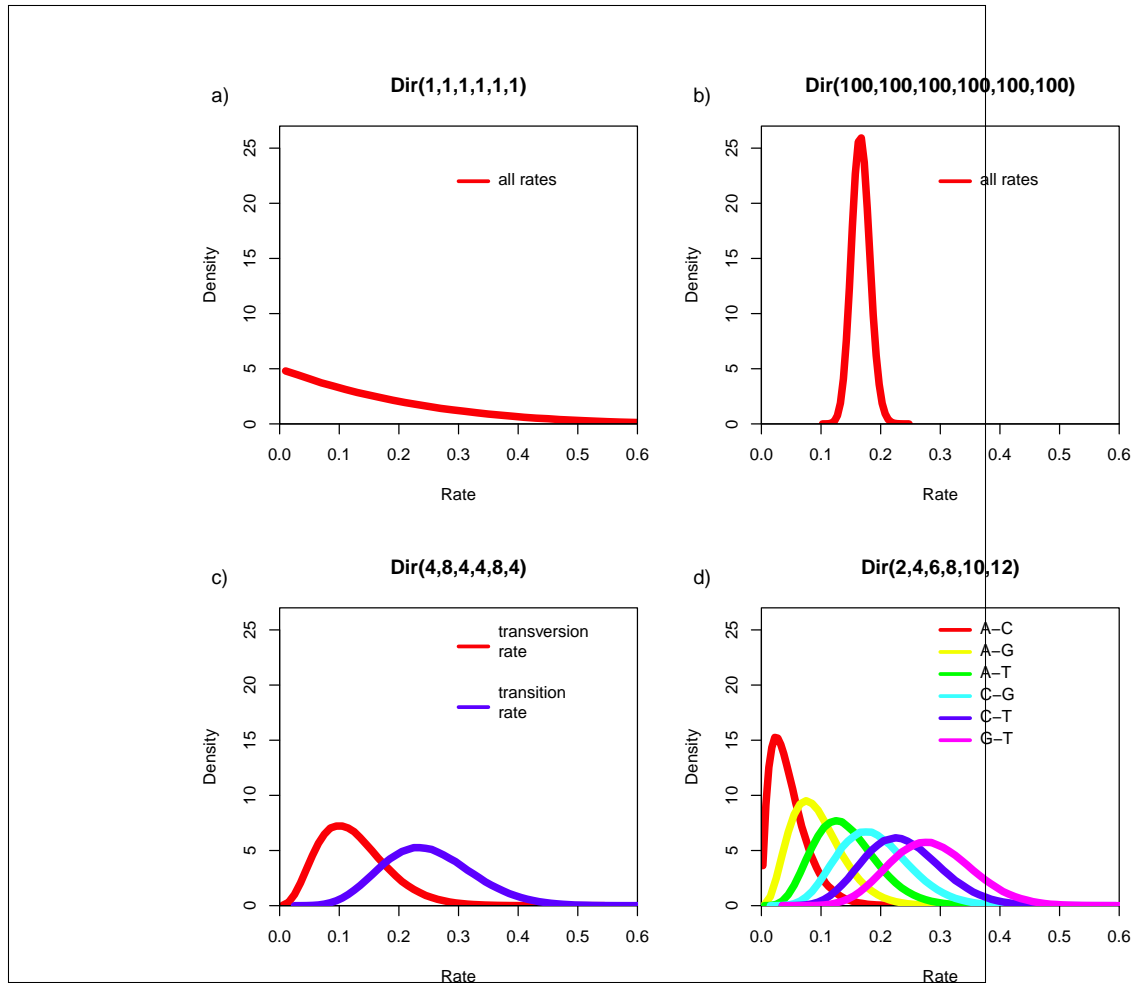 a)
Dir(1,1,1,1,1,1)
all rates
Density
0
5
10
15
20
25
0.0 0.1 0.2 0.3 0.4 0.5 0.6
Rate
b)
Dir(100,100,100,100,100,100)
all rates
Density
0
5
10
15
20
25
0.0 0.1 0.2 0.3 0.4 0.5 0.6
Rate
c)
Dir(4,8,4,4,8,4)
transversion
rate
transition
rate
Density
0
5
10
15
20
25
0.0 0.1 0.2 0.3 0.4 0.5 0.6
Rate
d)
Dir(2,4,6,8,10,12)
A−C
A−G
A−T
C−G
C−T
G−T
Density
0
5
10
15
20
25
0.0 0.1 0.2 0.3 0.4 0.5 0.6
Rate